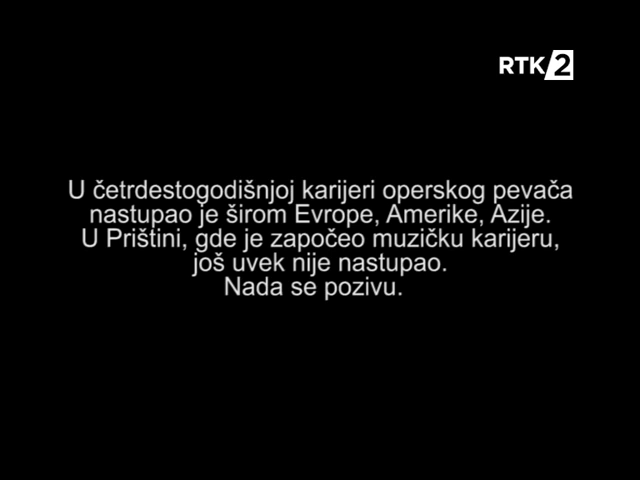 RTK2
U četrdestogodišnjoj karijeri operskog pevača
nastupao je širom Evrope, Amerike, Azije.
U Prištini, gde je započeo muzičku karijeru,
još uvek nije nastupao.
Nada se pozivu.